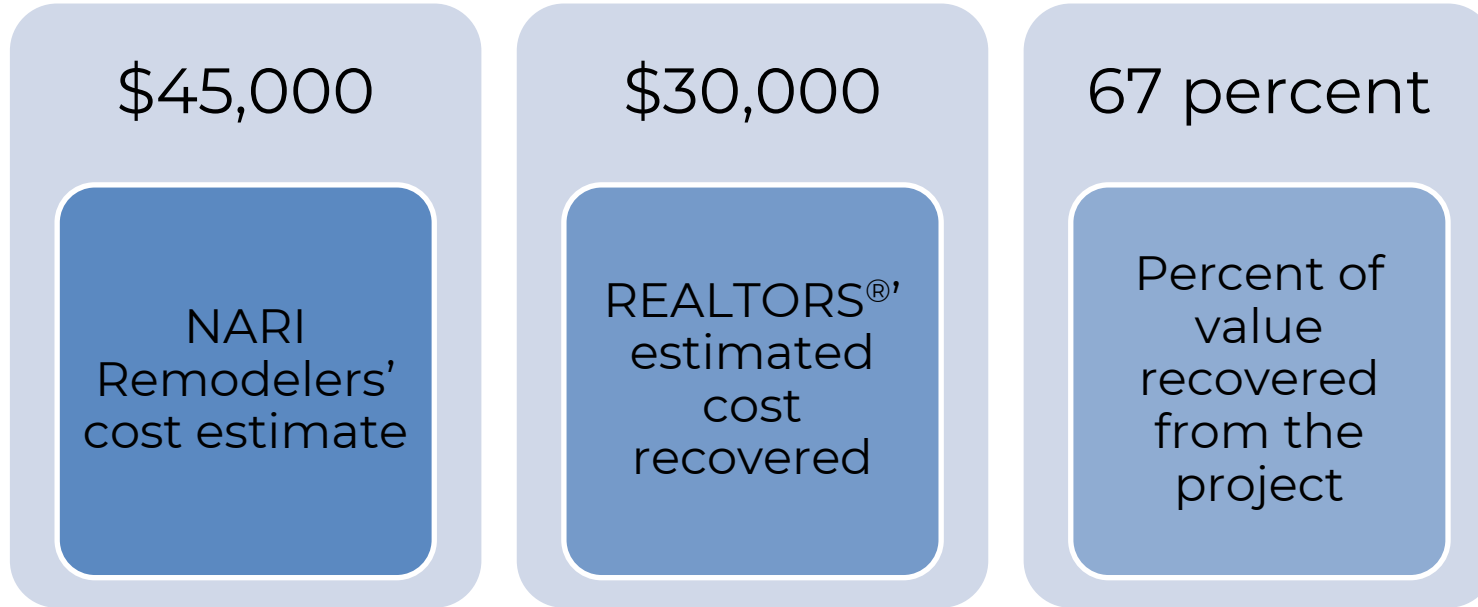 $45,000
NARI
Remodelers’
cost estimate
$30,000
REALTORS®’
estimated
cost
recovered
67 percent
Percent of
value
recovered
from the
project